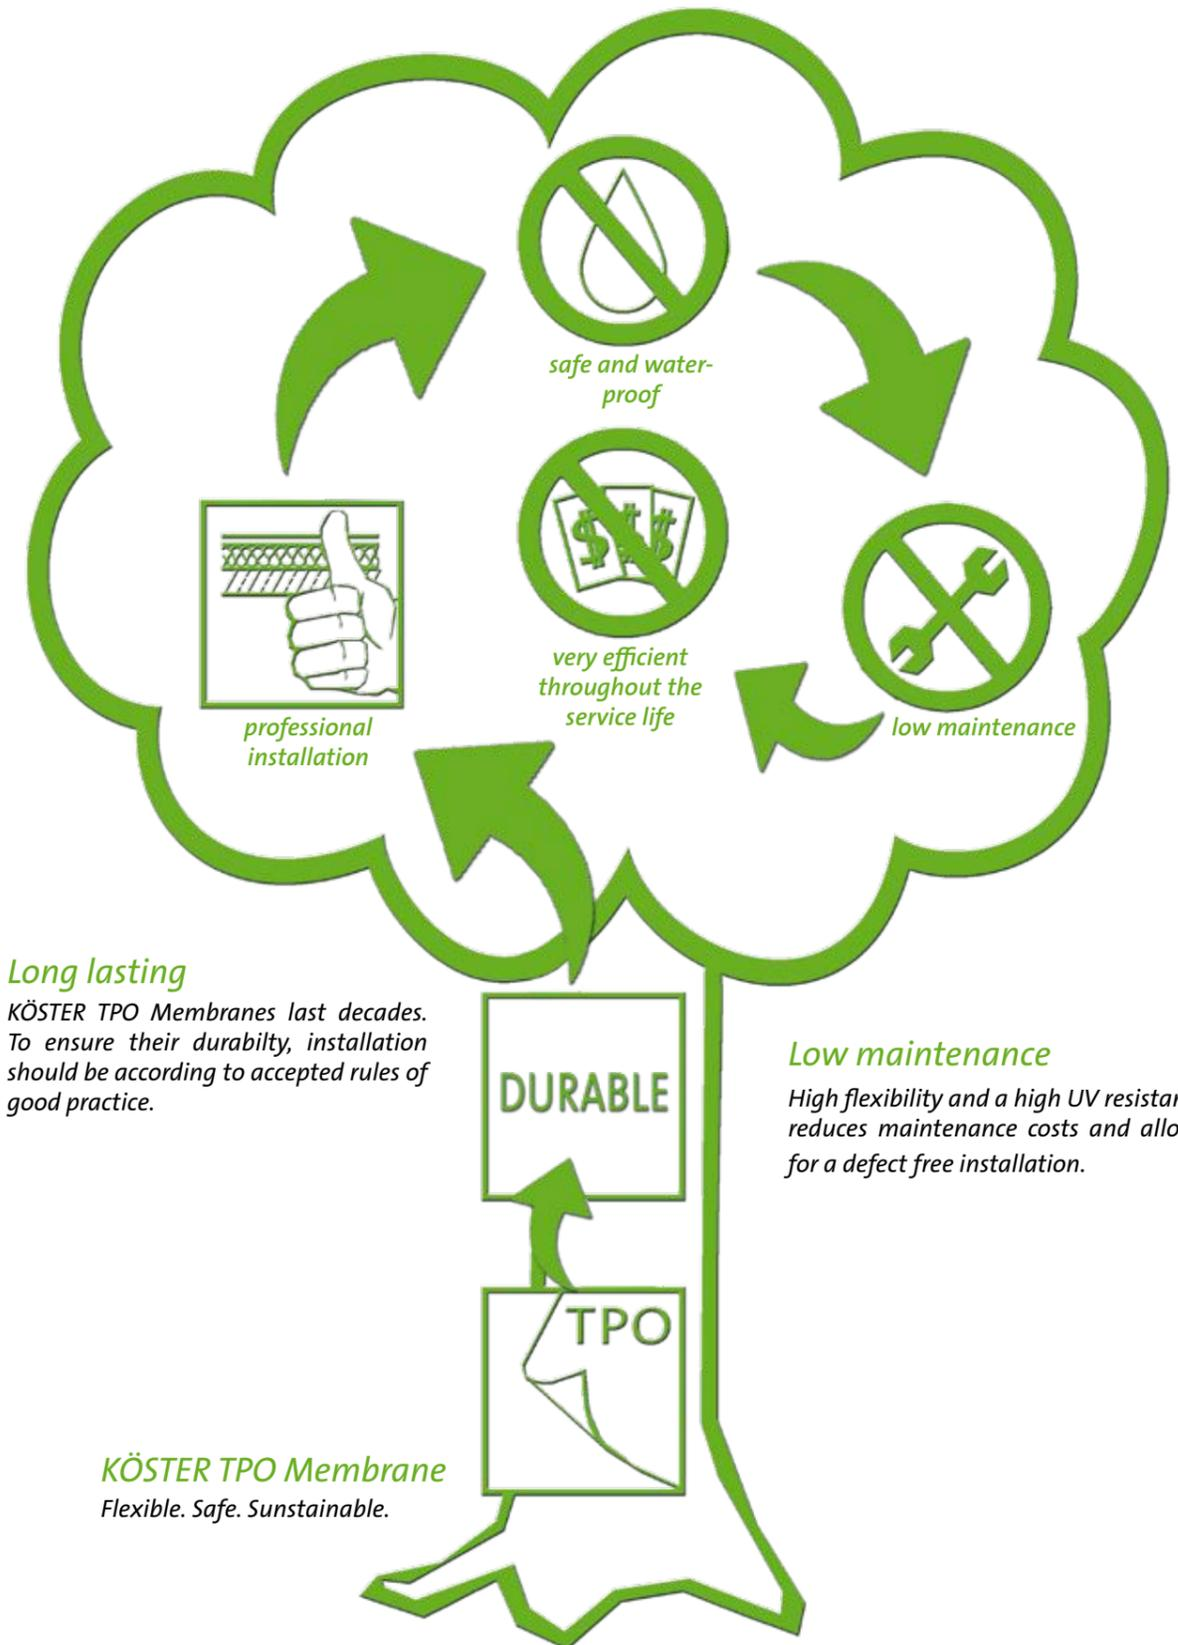 safe and water-
proof
very efficient
throughout the
service life
professional
installation
low maintenance
Long lasting
KÖSTER TPO Membranes last decades.
To ensure their durabilty, installation
should be according to accepted rules of
good practice.
DURABLE
Low maintenance
High flexibility and a high UV
reduces maintenance costs and
for a defect free installation.
TPO
KÖSTER TPO Membrane
Flexible. Safe. Sunstainable.